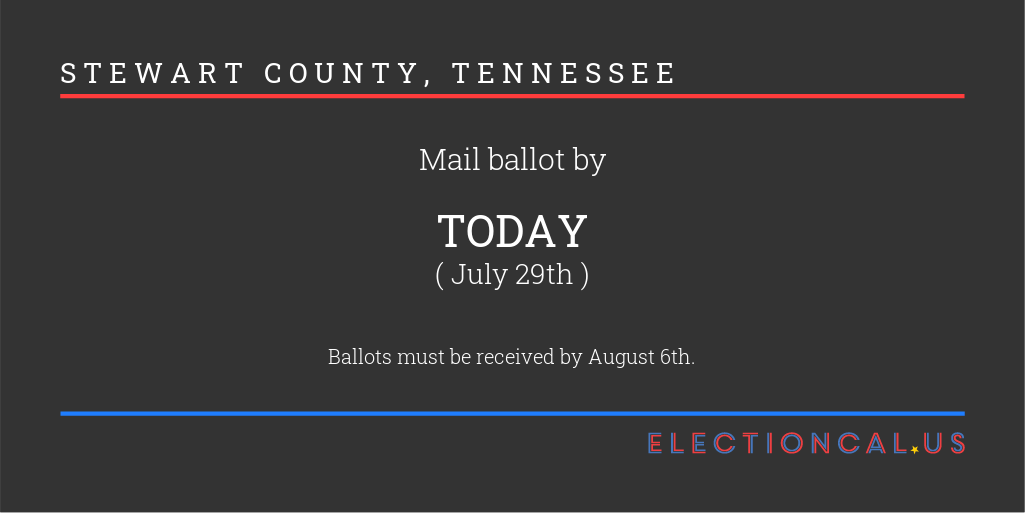 STEWART COUNTY, TENNESSEE
Mail ballot by
TODAY
( July 29th )
Ballots must be received by August 6th.
ELECTIONCAL.US